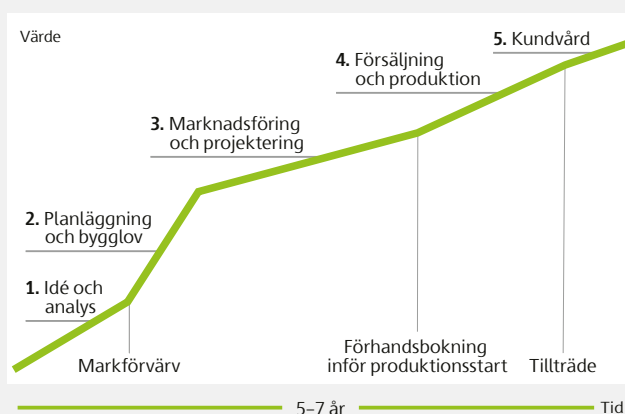 Värde
5. Kundvård
4. Försäljning
och produktion
3. Marknadsföring
och projektering
2. Planläggning
och bygglov
1. Idé och
analys
Markförvärv
Förhandsbokning
inför produktionsstart
Tillträde
5–7 år
Tid